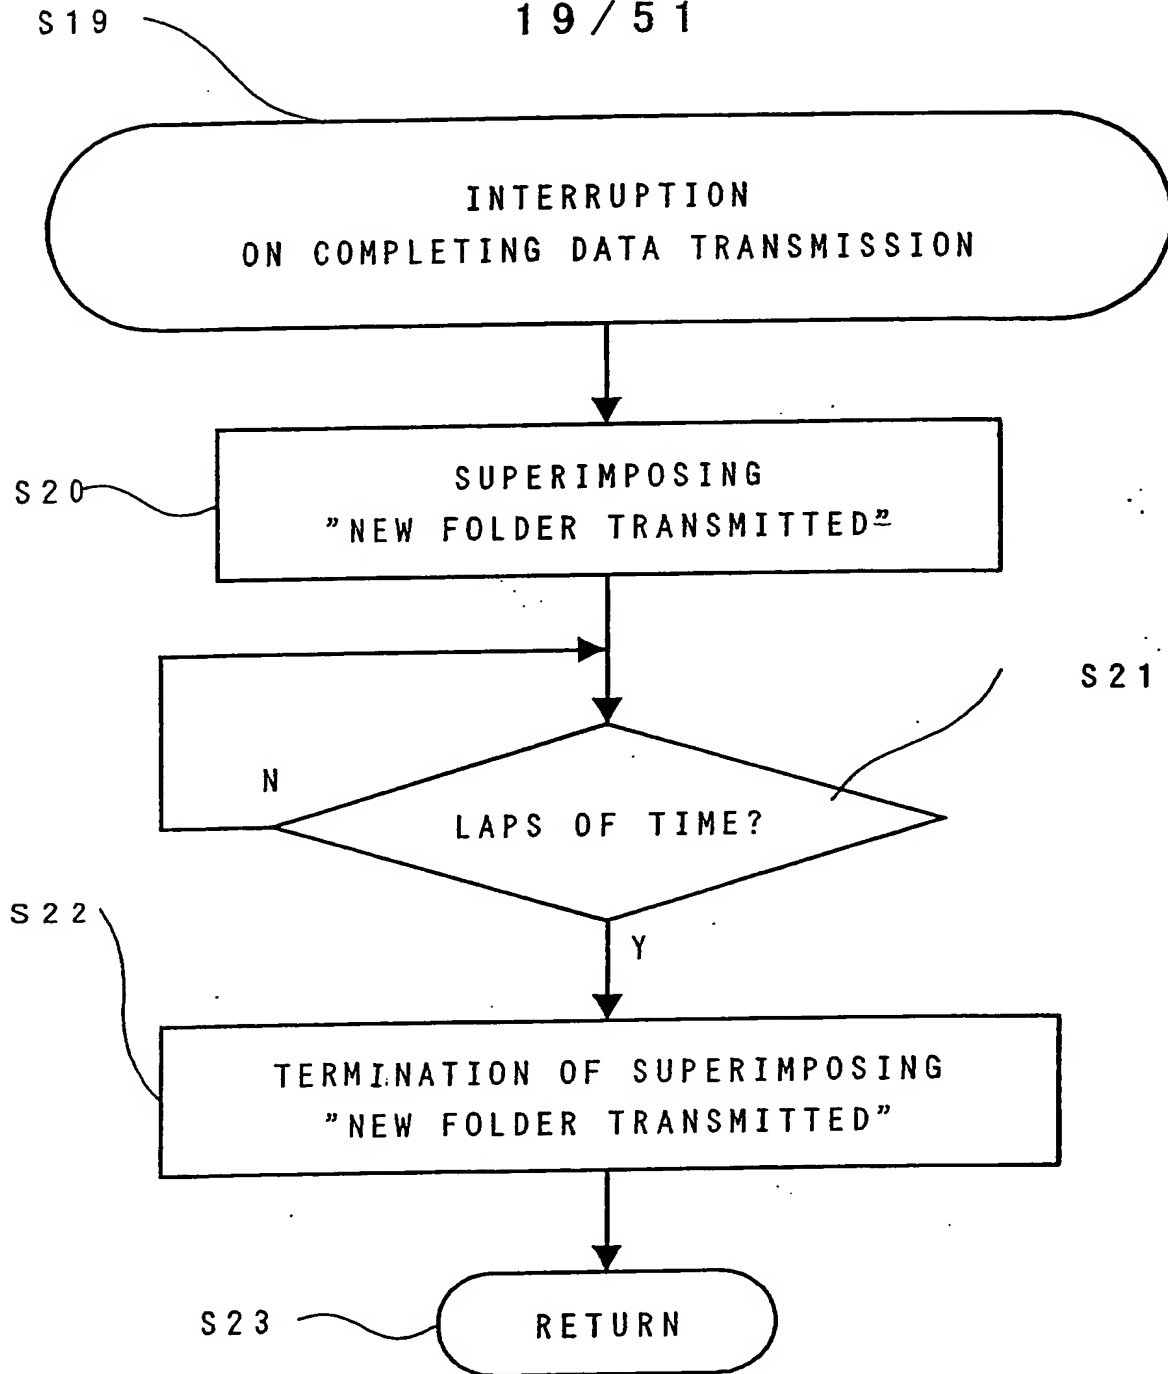 19/51
S19
INTERRUPTION
ON COMPLETING DATA TRANSMISSION
S20
SUPERIMPOSING
”NEW FOLDER TRANSMITTED”
S21
N
LAPS OF TIME?
Y
S22
TERMINATION OF SUPERIMPOSING
”NEW FOLDER TRANSMITTED”
S23
RETURN